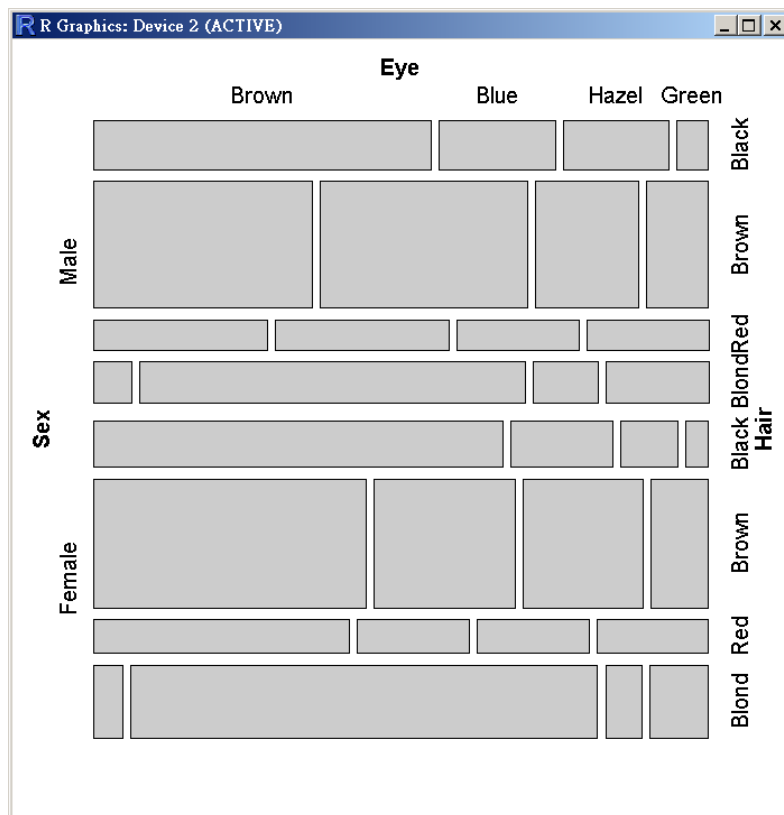 R Graphics: Device 2 (ACTIVE)
Eye
Brown Blue Hazel Green
Sex
Male
Female
Black
Brown
Red
Blond
Black
Brown
Red
Blond
Hair